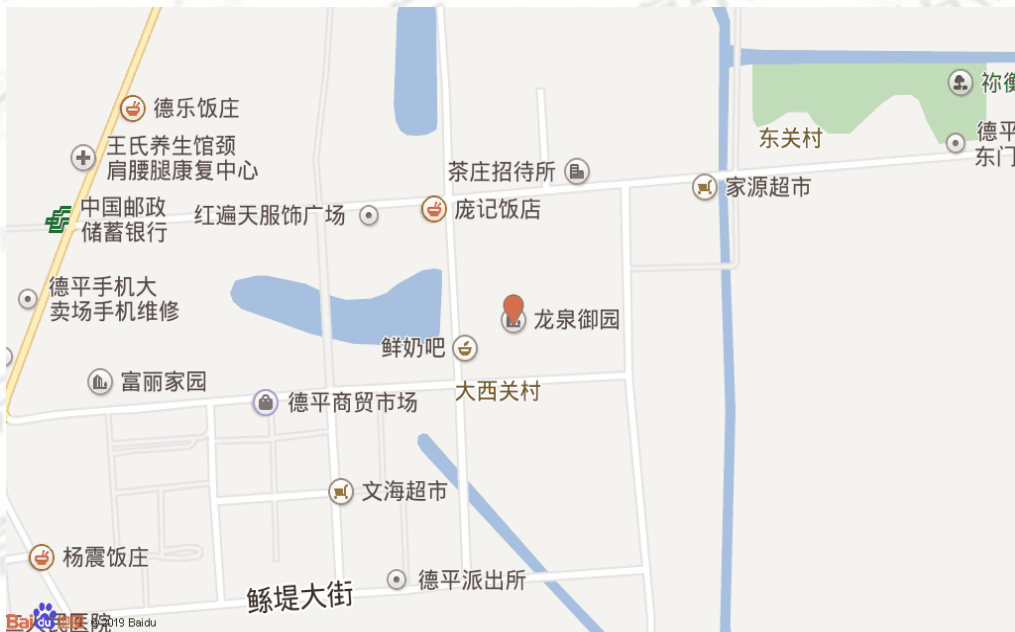 德乐饭庄
王氏养生馆颈
肩腰腿康复中心
中国邮政
储蓄银行
红遍天服饰广场
茶庄招待所
庞记饭店
家源超市
东关村
祢衡
德平
东门
德平手机大
卖场手机维修
龙泉御园
鲜奶吧
富丽家园
德平商贸市场
大西关村
文海超市
杨震饭庄
德平派出所
鲧堤大街
人民医院
Baidu
© 2019 Baidu